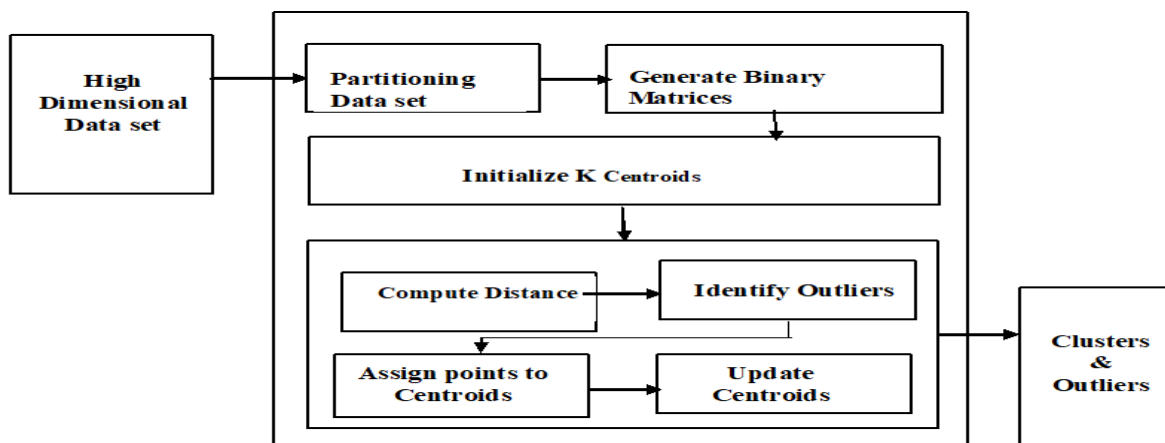 High
Dimensional
Data set
Partitioning
Data set
Generate Binary
Matrices
Initialize K Centroids
Compute Distance
Identify Outliers
Assign points to
Centroids
Update
Centroids
Clusters
&
Outliers